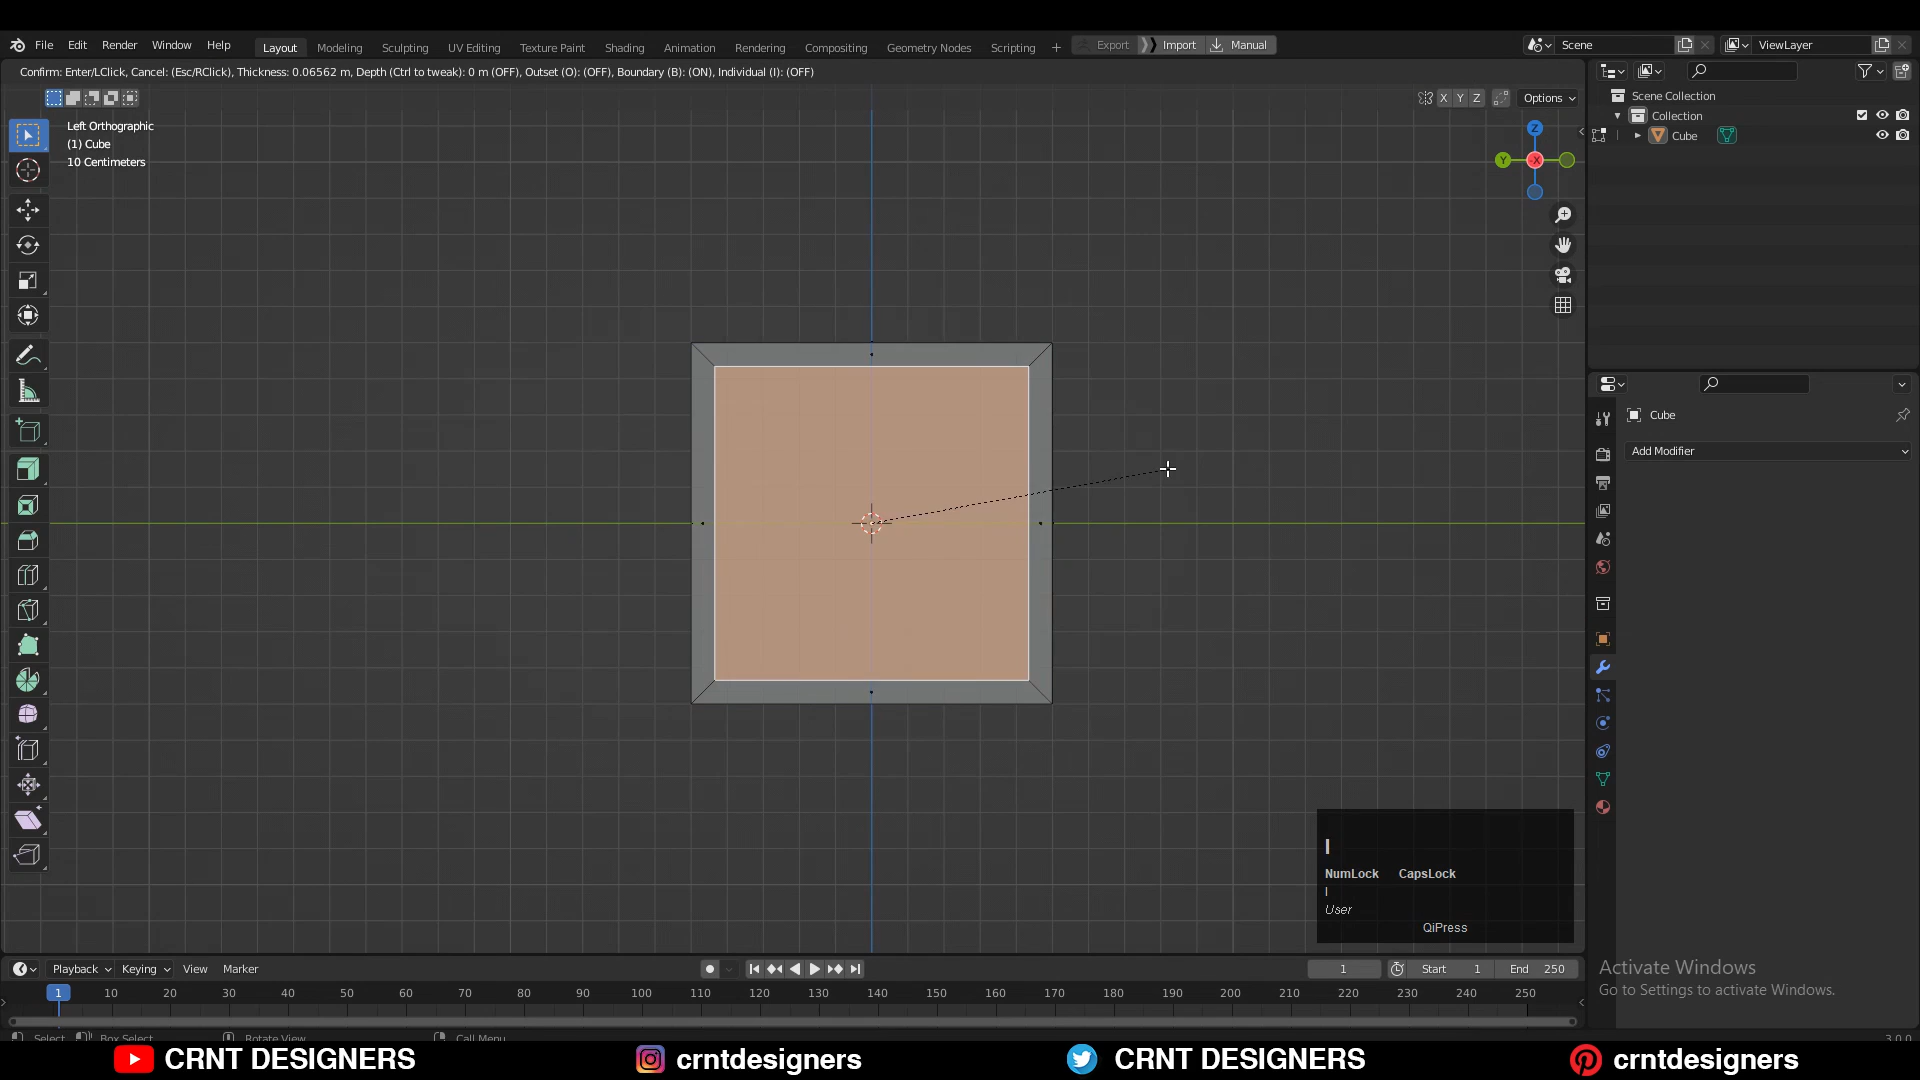 File Edit Render Window Help Layout Modeling Sculpting UV Editing Texture Paint Shading Animation Rendering Compositing Geometry Nodes Scripting + Export Import Manual Scene ViewLayer
Confirm: Enter/LClick, Cancel: (Esc/RClick), Thickness: 0.06562 m, Depth (Ctrl to tweak): 0 m (OFF), Outset (O): (OFF), Boundary (B): (ON), Individual (I): (OFF)
X Y Z Options
Scene Collection
Left Orthographic
Collection
(1) Cube
Cube
10 Centimeters
Z
Y
-X
Cube
Add Modifier
I
NumLock CapsLock
I
User
QiPress
Playback Keying View Marker
1 Start 1 End 250
Activate Windows
Go to Settings to activate Windows.
1 10 20 30 40 50 60 70 80 90 100 110 120 130 140 150 160 170 180 190 200 210 220 230 240 250
Select Box Select Rotate View Call Menu
3.0.0
CRNT DESIGNERS crntdesigners CRNT DESIGNERS crntdesigners